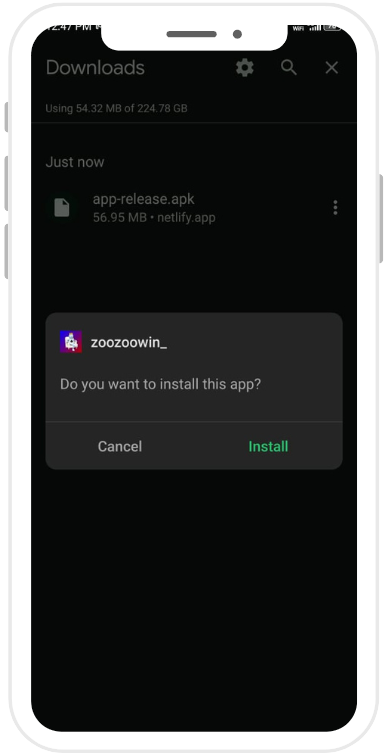 12:47 PM
Downloads
Using 54.32 MB of 224.78 GB
Just now
app-release.apk
56.95 MB • netlify.app
zoozoowin_
Do you want to install this app?
Cancel
Install